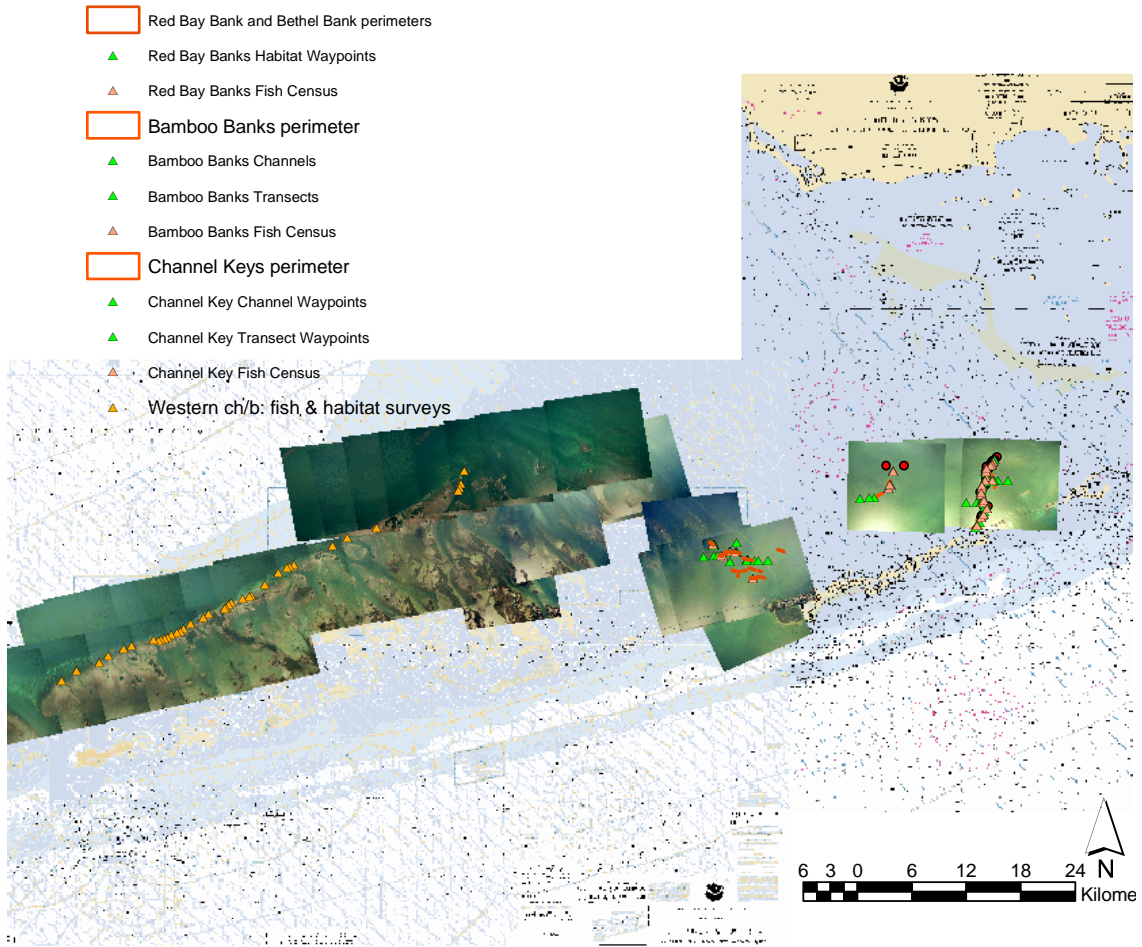 Red Bay Bank and Bethel Bank perimeters
Red Bay Banks Habitat Waypoints
Red Bay Banks Fish Census
Bamboo Banks perimeter
Bamboo Banks Channels
Bamboo Banks Transects
Bamboo Banks Fish Census
Channel Keys perimeter
Channel Key Channel Waypoints
Channel Key Transect Waypoints
Channel Key Fish Census
Western ch/b: fish & habitat surveys
N
6 3 0 6 12 18 24
Kilome